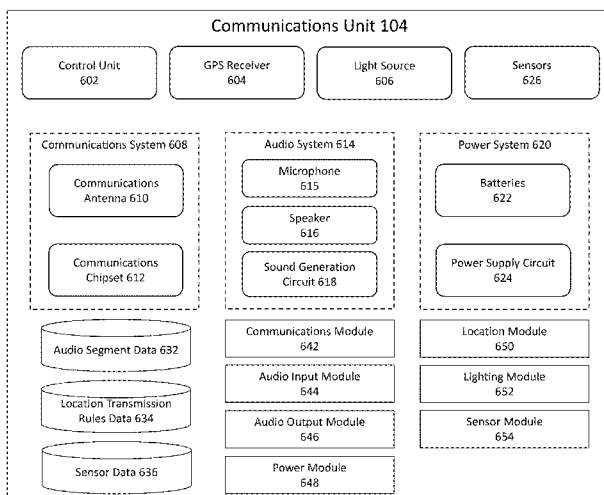 Communications Unit 104
Control Unit
602
GPS Receiver
604
Light Source
606
Sensors
626
Communications System 608
Communications
Antenna 610
Communications
Chipset 612
Audio System 614
Microphone
615
Speaker
616
Sound Generation
Circuit 618
Power System 620
Batteries
622
Power Supply Circuit
624
Audio Segment Data 632
Location Transmission
Rules Data 634
Sensor Data 636
Communications Module
642
Audio Input Module
644
Audio Output Module
646
Power Module
648
Location Module
650
Lighting Module
652
Sensor Module
654